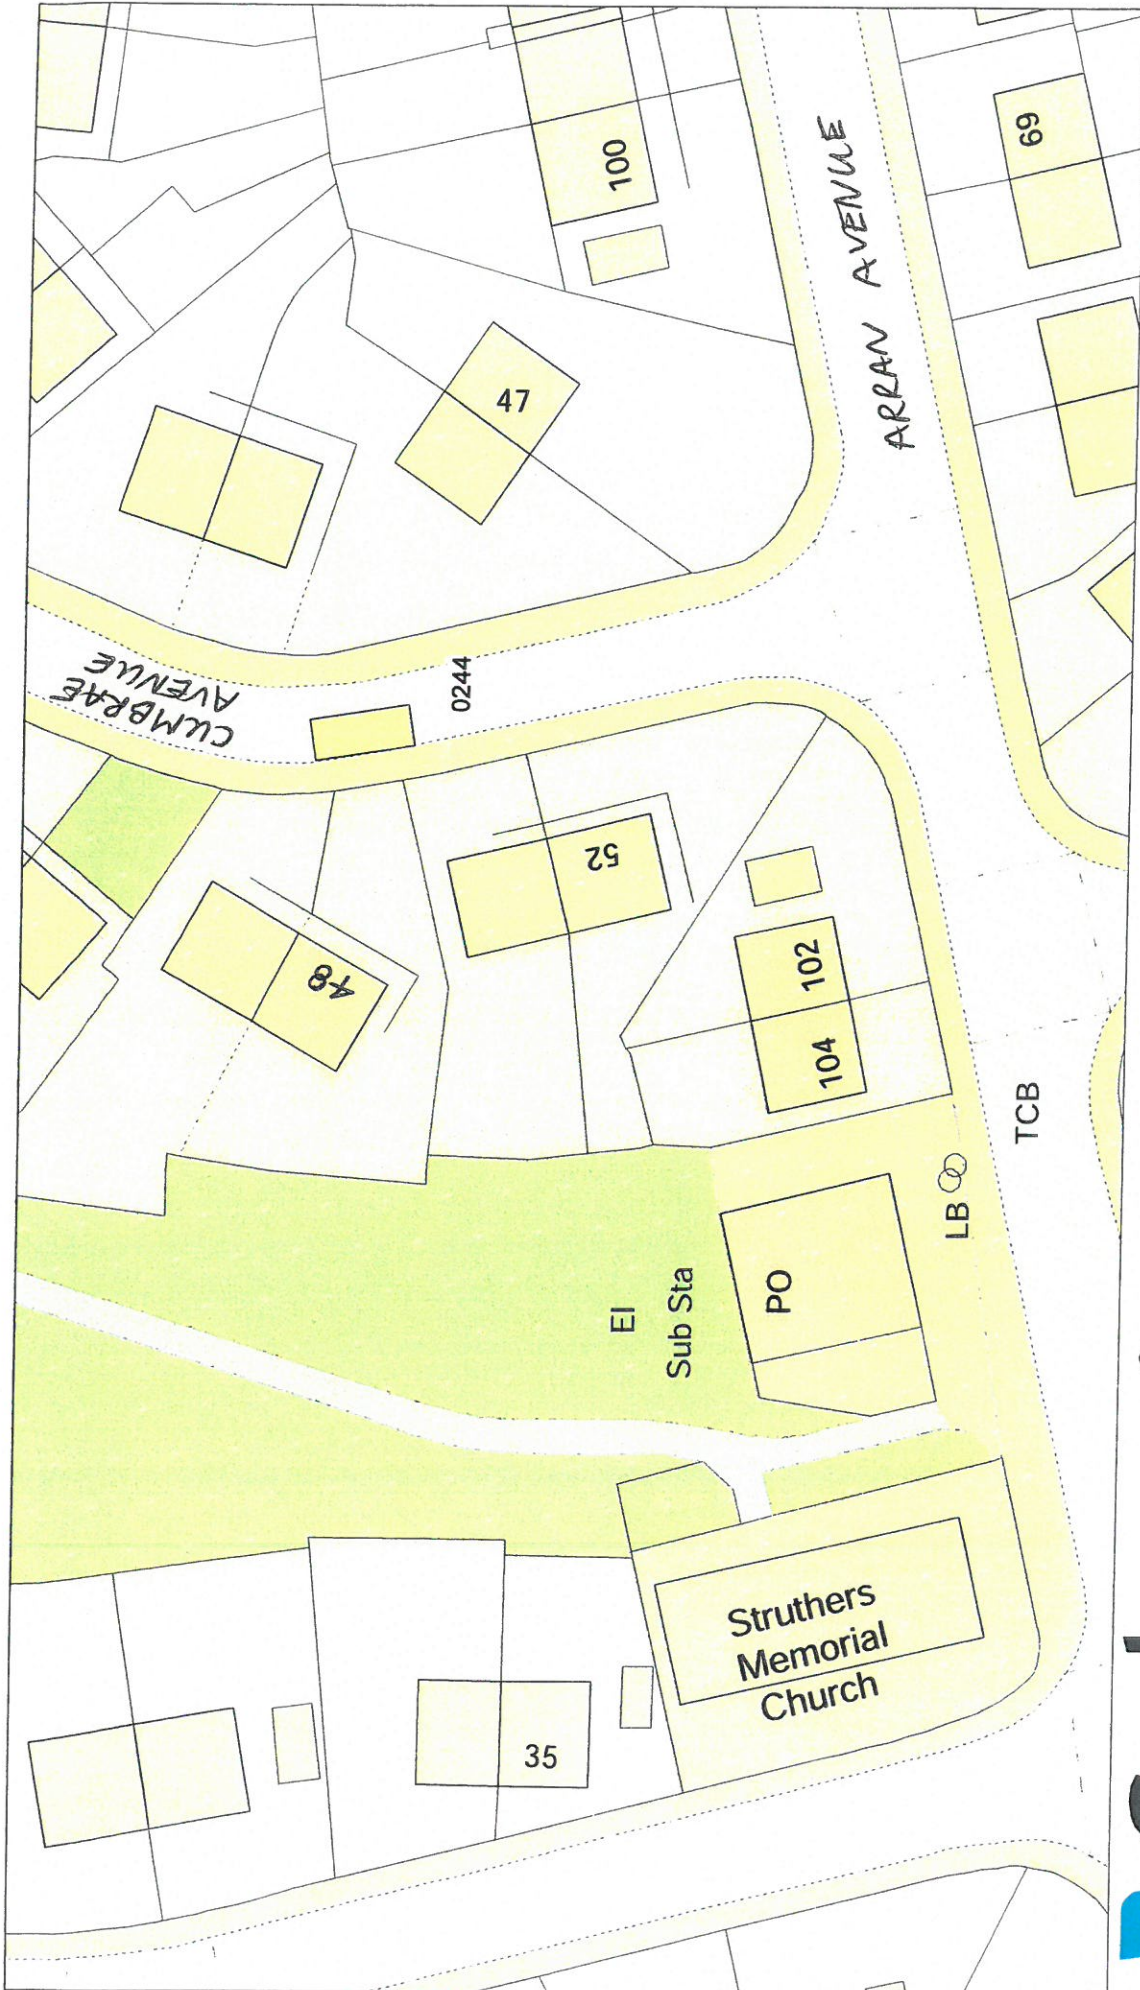 CUMBRAE
AVENUE
ARRAN AVENUE
100
69
47
0244
52
48
102
104
TCB
LB
El
Sub Sta
PO
Struthers
Memorial
Church
35